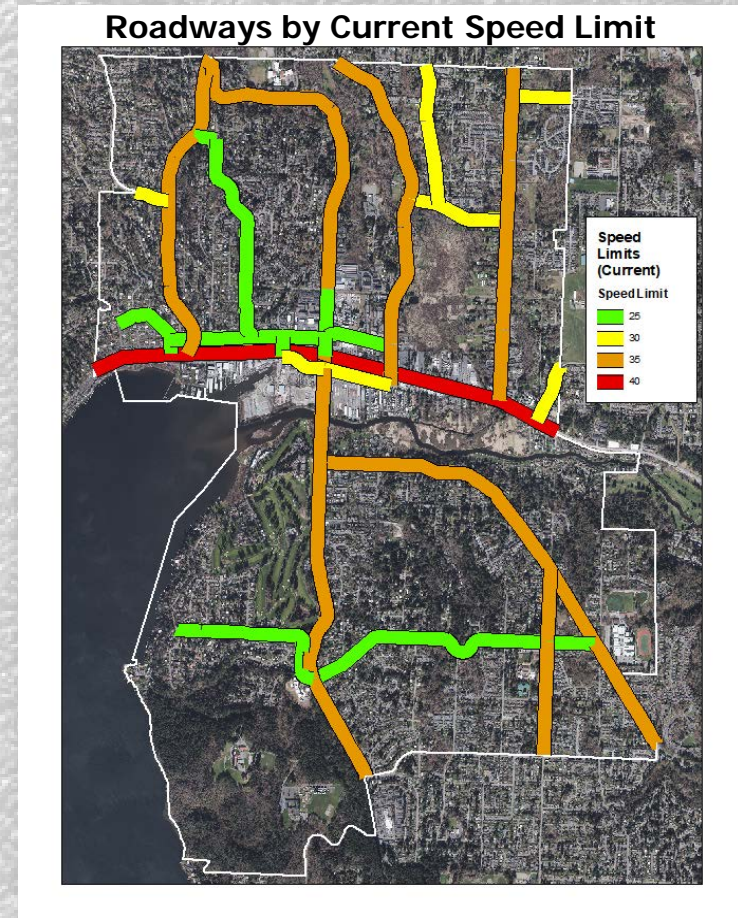 Roadways by Current Speed Limit
Speed
Limits
(Current)
Speed Limit
25
30
35
40